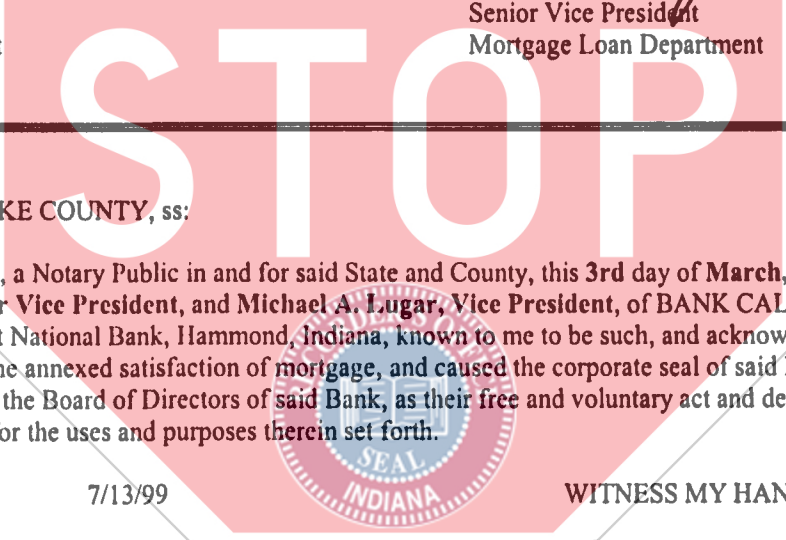 Senior Vice President
Mortgage Loan Department
STOP
KE COUNTY, ss:
, a Notary Public in and for said State and County, this 3rd day of March,
r Vice President, and Michael A. Lugar, Vice President, of BANK CAL
t National Bank, Hammond, Indiana, known to me to be such, and acknow
ne annexed satisfaction of mortgage, and caused the corporate seal of said
the Board of Directors of said Bank, as their free and voluntary act and de
or the uses and purposes therein set forth.
RECORDER'S OFFICE
SEAL
INDIANA
7/13/99
WITNESS MY HAN